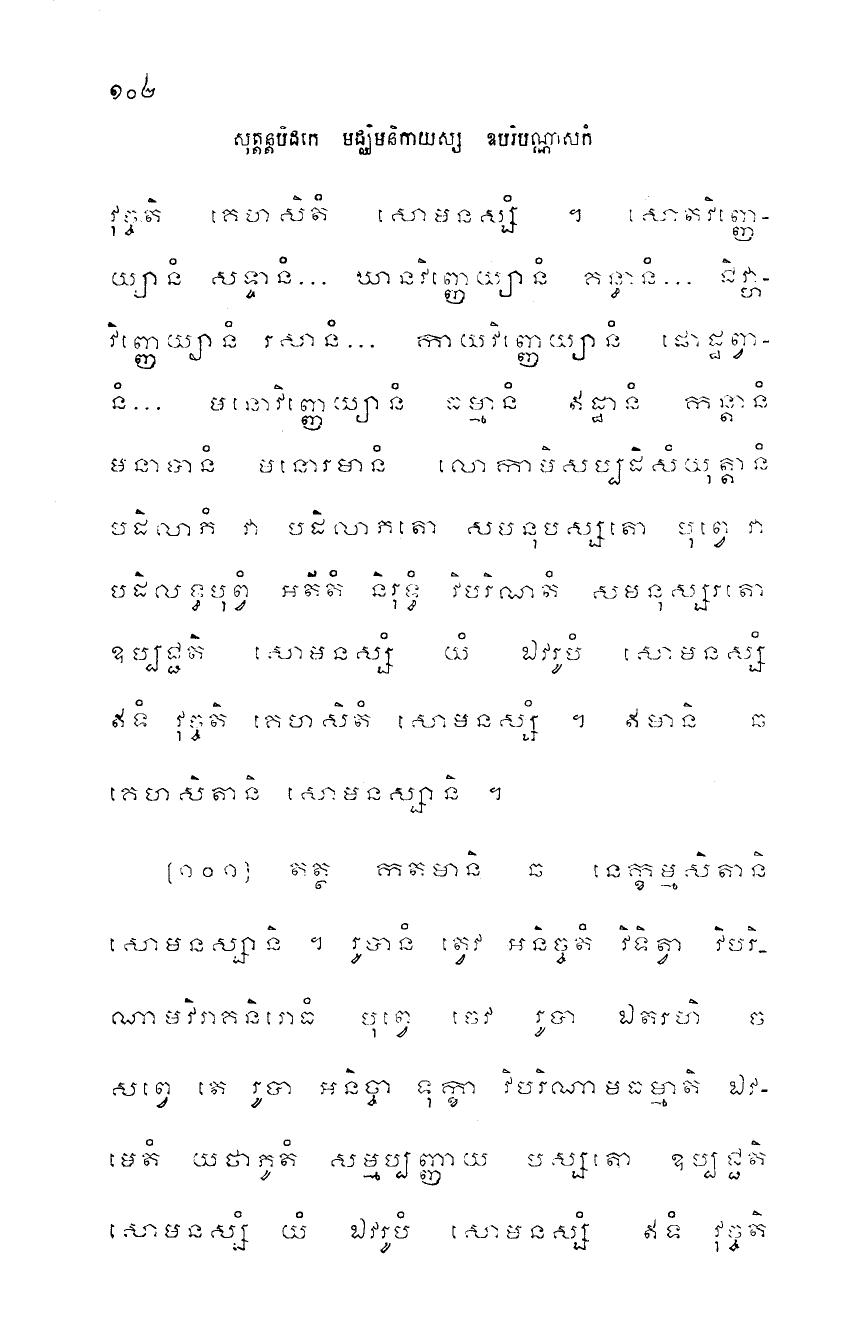 ១០៤
សុត្តន្តបិដកេ មជ្ឈិមនិកាយស្ស ឧបរិបណ្ណាសកំ
វុច្ចតិ គេហសិតំ សោមនស្សំ ។ សោតវិញ្ញេ-
យ្យានំ សទ្ទានំ... ឃានវិញ្ញេយ្យានំ គន្ធានំ... ជិវ្ហា-
វិញ្ញេយ្យានំ រសានំ... កាយវិញ្ញេយ្យានំ ផោដ្ឋព្វា-
នំ... មនោវិញ្ញេយ្យានំ ធម្មានំ ឥដ្ឋានំ កន្តានំ
មនាបានំ មនោរមានំ លោកាមិសប្បដិសំយុត្តានំ
បដិលាភំ វា បដិលាភតោ សមនុបស្សតោ បុព្វេ វា
បដិលទ្ធបុព្វំ អតីតំ និរុទ្ធំ វិបរិណតំ សមនុស្សរតោ
ឧប្បជ្ជតិ សោមនស្សំ យំ ឯវរូបំ សោមនស្សំ
ឥទំ វុច្ចតិ គេហសិតំ សោមនស្សំ ។ ឥមានិ ឆ
គេហសិតានិ សោមនស្សានិ ។
[១០១] តត្ថ កតមានិ ឆ នេក្ខម្មសិតានិ
សោមនស្សានិ ។ រូបានំ ត្វេវ អនិច្ចតំ វិទិត្វា វិបរិ-
ណាមវិរាគនិរោធំ បុព្វេ ចេវ រូបា ឯតរហិ ច
សព្វេ តេ រូបា អនិច្ចា ទុក្ខា វិបរិណាមធម្មាតិ ឯវ-
មេតំ យថាភូតំ សម្មប្បញ្ញាយ បស្សតោ ឧប្បជ្ជតិ
សោមនស្សំ យំ ឯវរូបំ សោមនស្សំ ឥទំ វុច្ចតិ